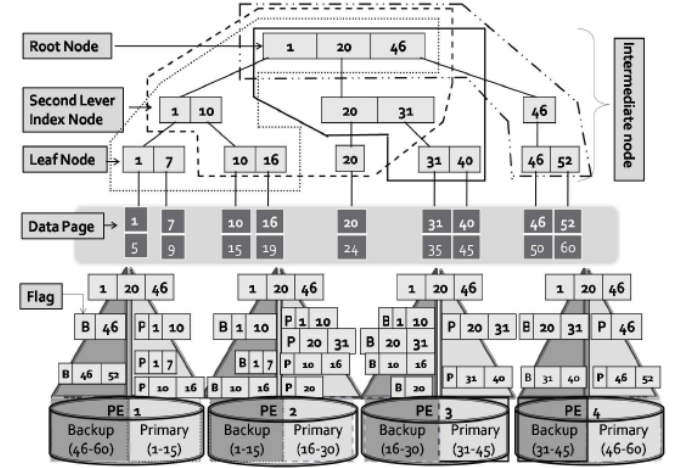 Root Node
1 20 46
Second Lever
Index Node
1 10
20 31
46
Intermediate node
Leaf Node
1 7
10 16
20
31 40
46 52
Data Page
1 7 10 16 20 31 40 46 52
5 9 15 19 24 35 45 50 60
1 20 46
1 20 46
1 20 46
1 20 46
Flag
B 46
P 1 10
B 1 10
P 1 10
P 20 31
B 1 10
B 20 31
P 20 31
B 20 31
P 46
B 46 52
P 1 7
P 10 16
B 1 7
B 10 16
P 10 16
P 20
B 10 16
B 20
P 31 40
B 31 40
P 46 52
PE 1
Backup
(46-60)
Primary
(1-15)
PE 2
Backup
(1-15)
Primary
(16-30)
PE 3
Backup
(16-30)
Primary
(31-45)
PE 4
Backup
(31-45)
Primary
(46-60)